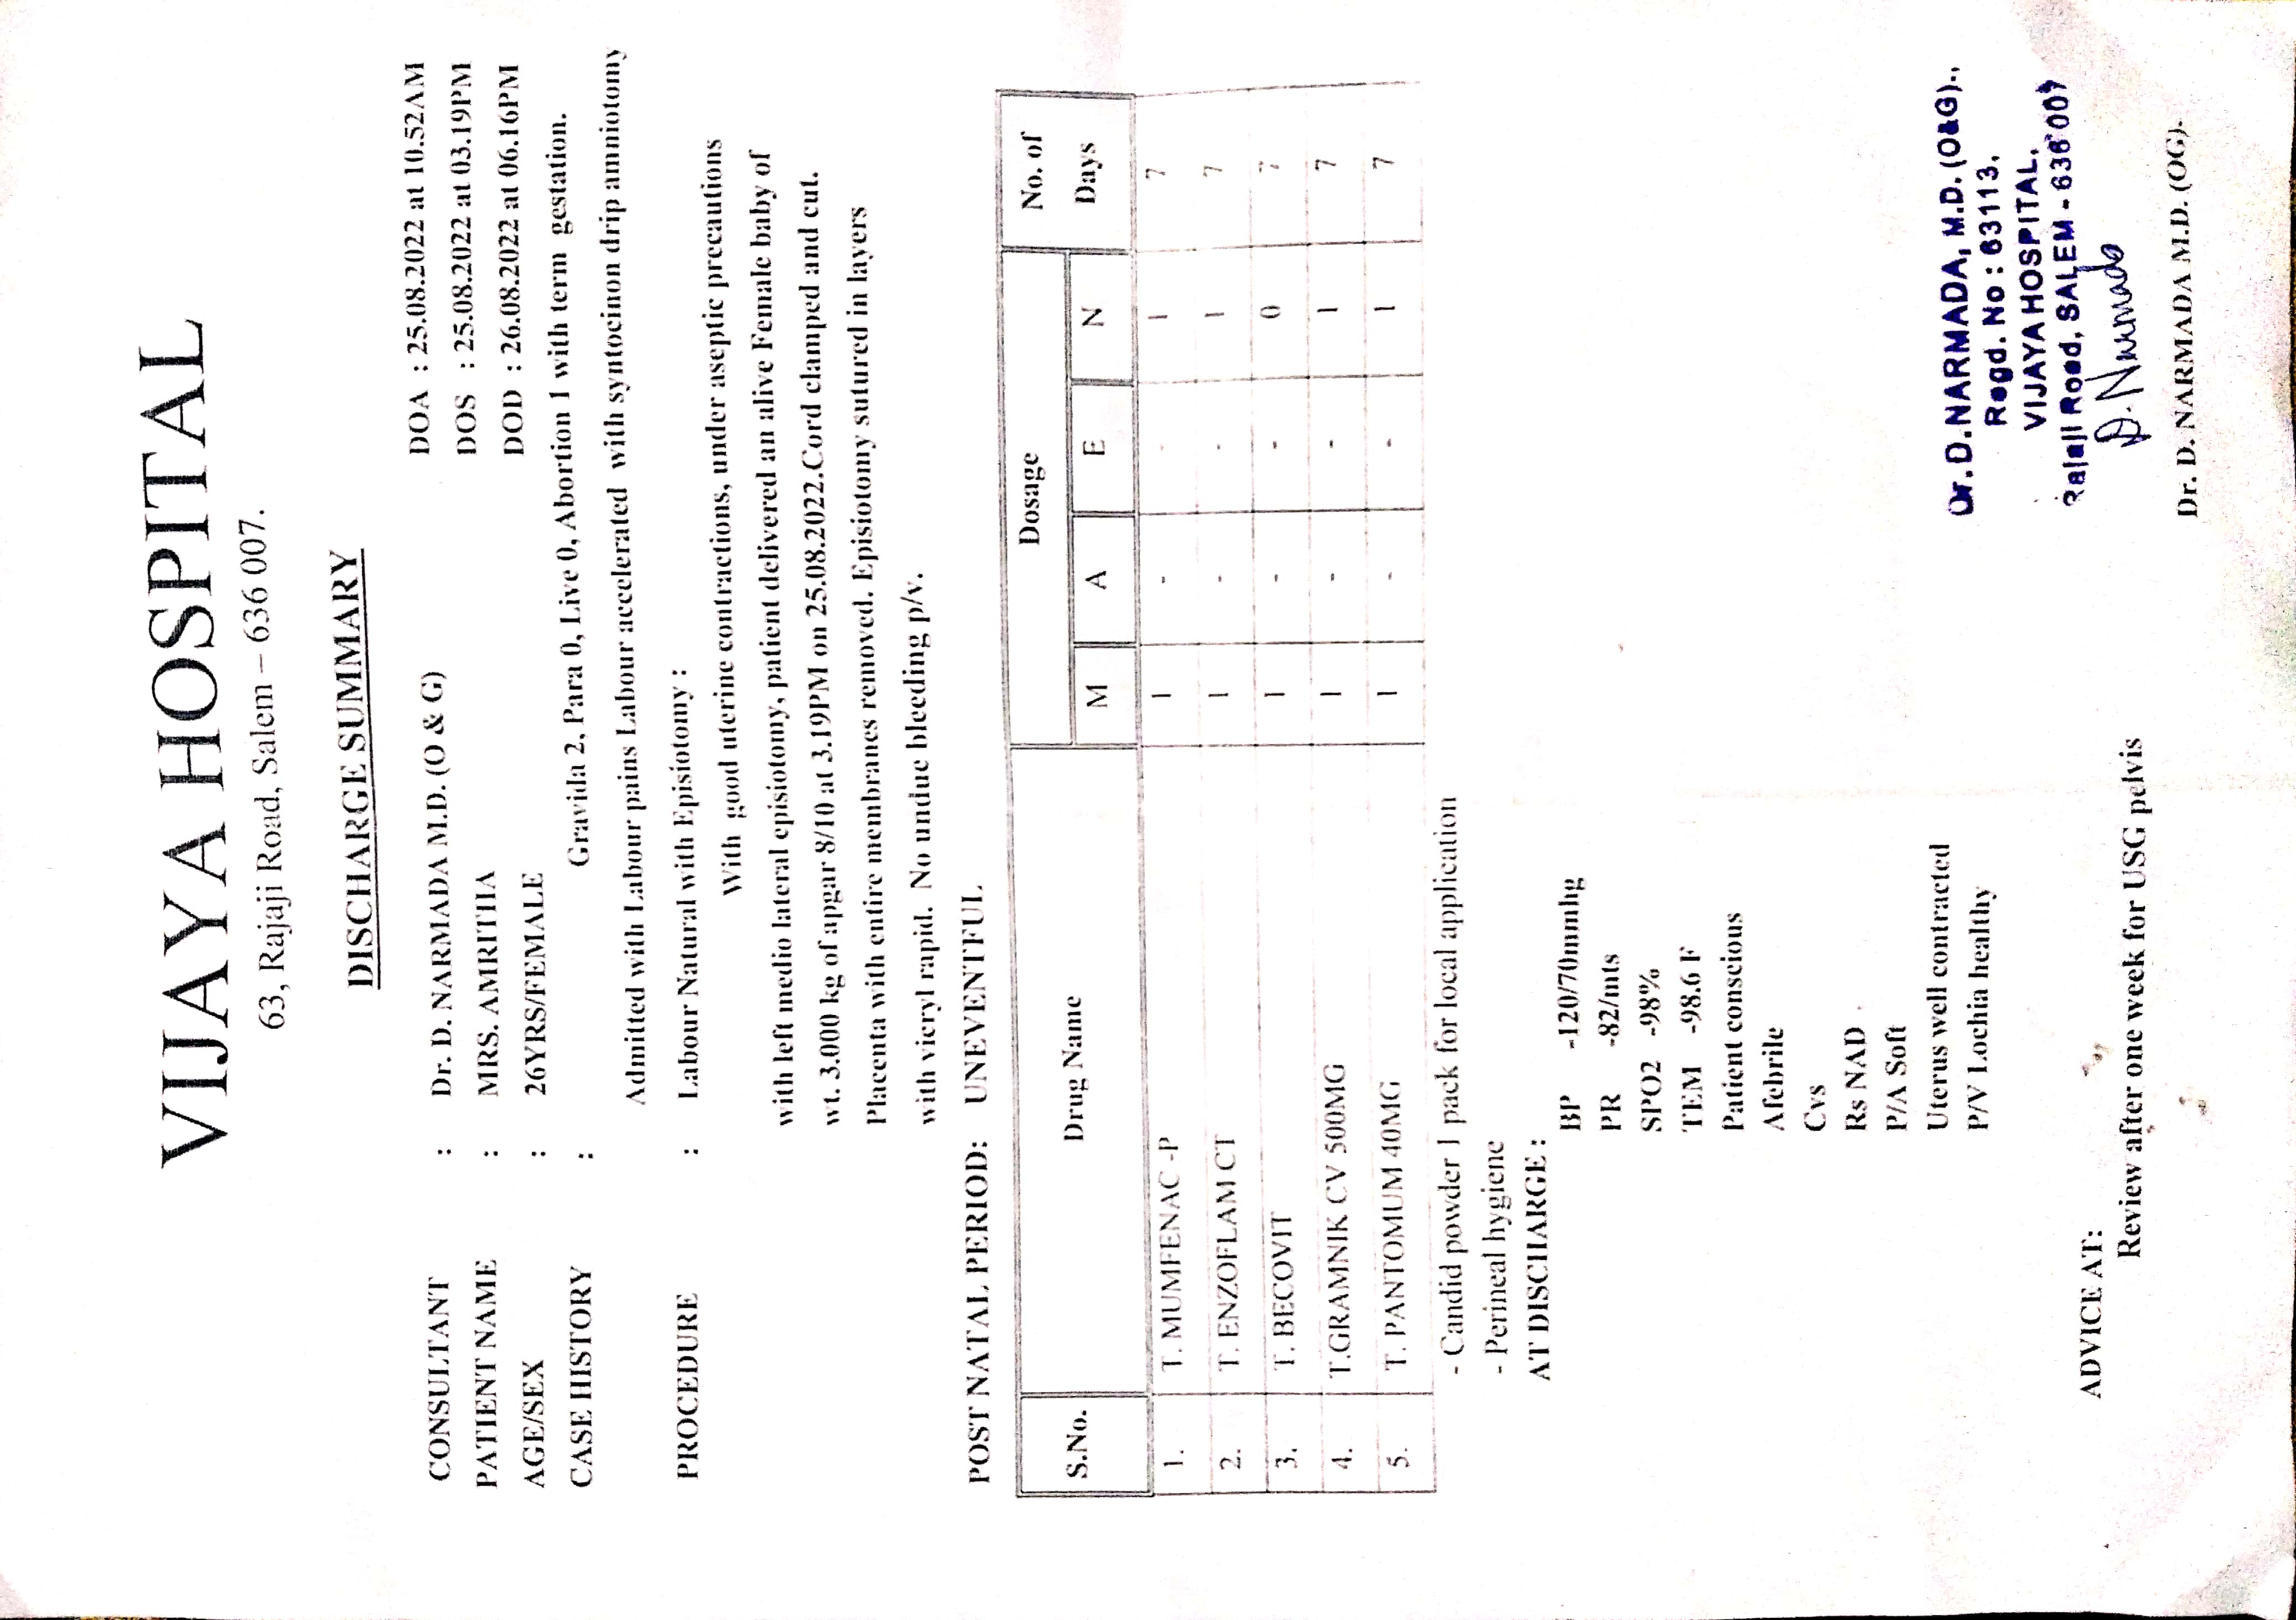 VIJAYA HOSPITAL
63, Rajaji Road, Salem – 636 007.
DISCHARGE SUMMARY
DOA : 25.08.2022 at 10.52AM
CONSULTANT : Dr. D. NARMADA M.D. (O & G)
DOS : 25.08.2022 at 03.19PM
PATIENT NAME : MRS. AMRITHA
DOD : 26.08.2022 at 06.16PM
AGE/SEX : 26YRS/FEMALE
CASE HISTORY : Gravida 2, Para 0, Live 0, Abortion 1 with term gestation.
Admitted with Labour pains Labour accelerated with syntocinon drip amniotomy
PROCEDURE : Labour Natural with Episiotomy :
With good uterine contractions, under aseptic precautions
with left medio lateral episiotomy, patient delivered an alive Female baby of
wt. 3.000 kg of apgar 8/10 at 3.19PM on 25.08.2022.Cord clamped and cut.
Placenta with entire membranes removed. Episiotomy sutured in layers
with vicryl rapid. No undue bleeding p/v.
POST NATAL PERIOD: UNEVENTFUL
S.No. Drug Name Dosage No. of Days
M A E N
1. T. MUMFENAC -P 1 - - 1 7
2. T. ENZOFLAM CT 1 - - 1 7
3. T. BECOVIT 1 - - 0 7
4. T.GRAMNIK CV 500MG 1 - - 1 7
5. T. PANTOMUM 40MG 1 - - 1 7
- Candid powder 1 pack for local application
- Perineal hygiene
AT DISCHARGE :
BP -120/70mmhg
PR -82/mts
SPO2 -98%
TEM -98.6 F
Patient conscious
Afebrile
Cvs
Rs NAD
P/A Soft
Uterus well contracted
P/V Lochia healthy
Dr. D. NARMADA, M.D. (O&G).,
Regd. No : 63113,
VIJAYA HOSPITAL,
Rajaji Road, SALEM - 636 007
D. Narmada
ADVICE AT:
Review after one week for USG pelvis
Dr. D. NARMADA M.D. (OG).